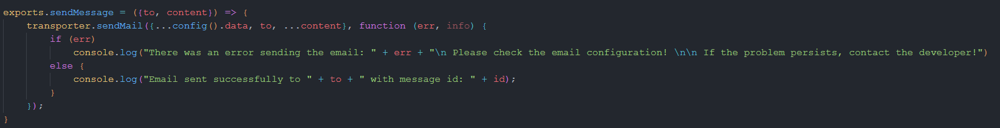 exports.sendMessage = ({to, content}) => {
transporter.sendMail({...config().data, to, ...content}, function (err, info) {
if (err)
console.log("There was an error sending the email: " + err + "\n Please check the email configuration! \n\n If the problem persists, contact the developer!")
else {
console.log("Email sent successfully to " + to + " with message id: " + id);
}
});
}